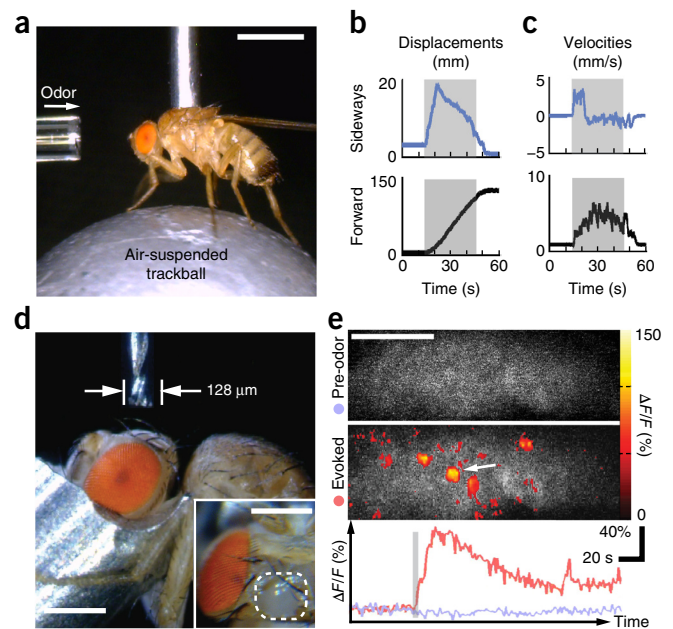 a
Odor
Air-suspended
trackball
b
Displacements
(mm)
Sideways
20
0
Forward
150
0
0 30 60
Time (s)
c
Velocities
(mm/s)
5
0
−5
10
0
0 30 60
Time (s)
d
128 μm
e
Pre-odor
Evoked
150
ΔF/F (%)
0
ΔF/F (%)
40%
20 s
Time